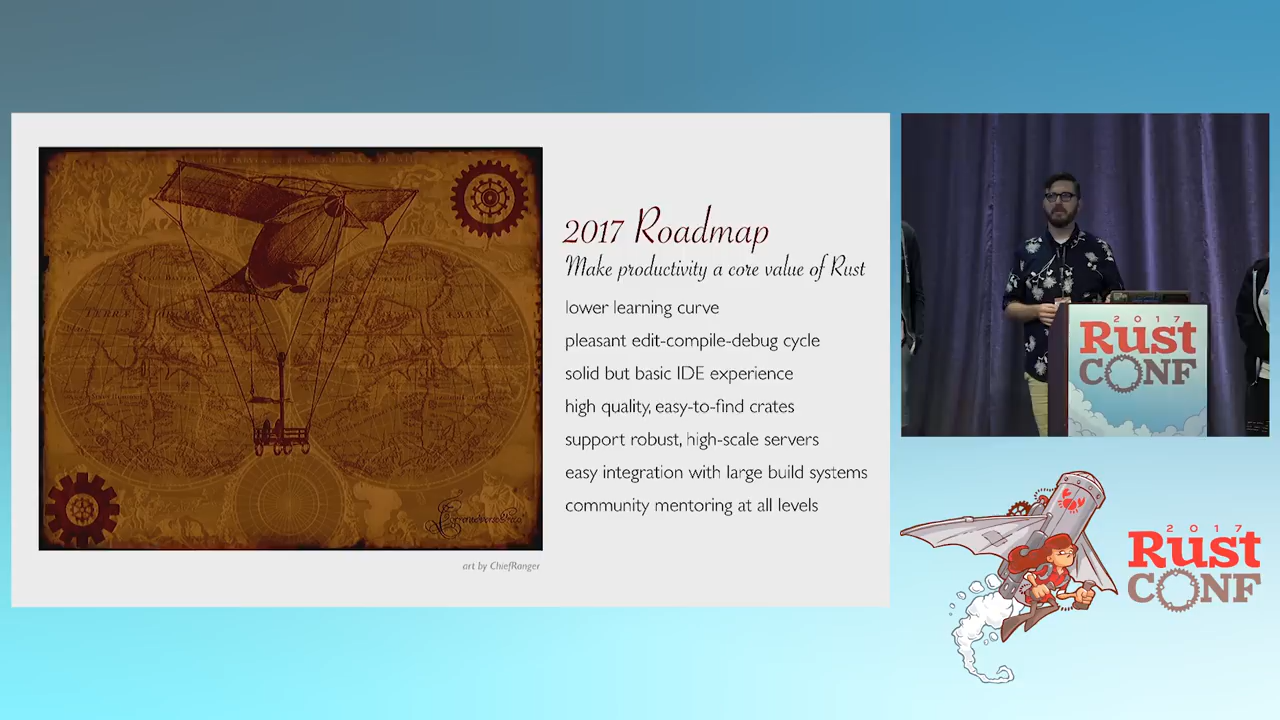 2017 Roadmap
Make productivity a core value of Rust
lower learning curve
pleasant edit-compile-debug cycle
solid but basic IDE experience
high quality, easy-to-find crates
support robust, high-scale servers
easy integration with large build systems
community mentoring at all levels
art by ChiefRanger
2017
Rust
CONF
2017
Rust
CONF